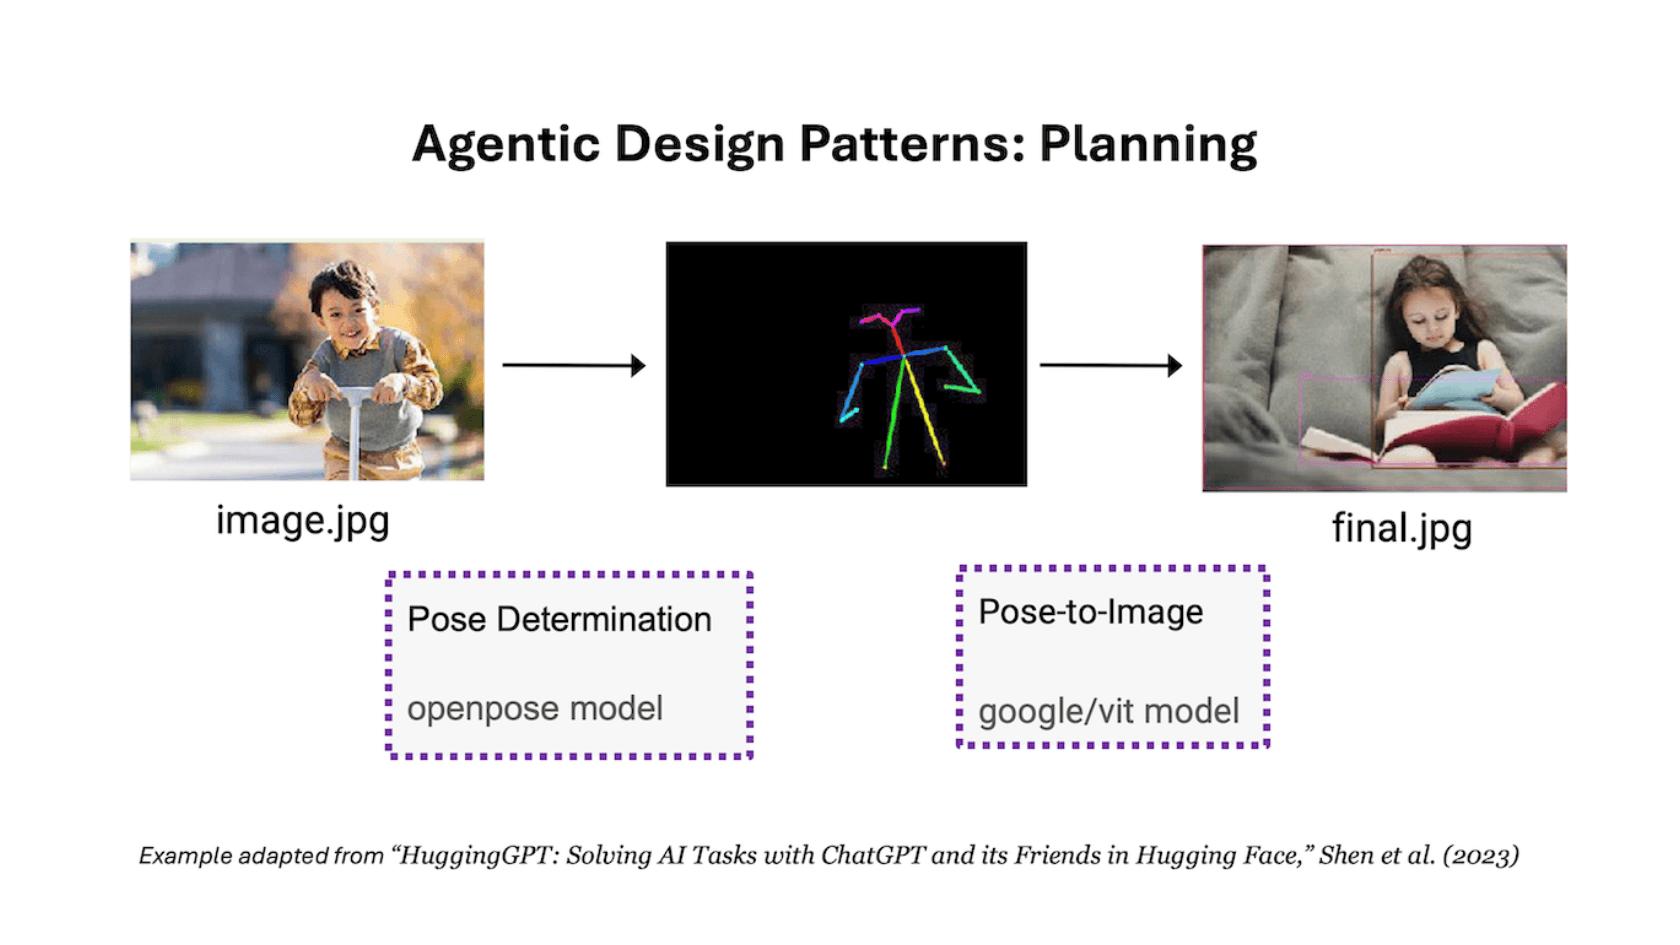 Agentic Design Patterns: Planning
image.jpg
final.jpg
Pose Determination
openpose model
Pose-to-Image
google/vit model
Example adapted from “HuggingGPT: Solving AI Tasks with ChatGPT and its Friends in Hugging Face,” Shen et al. (2023)